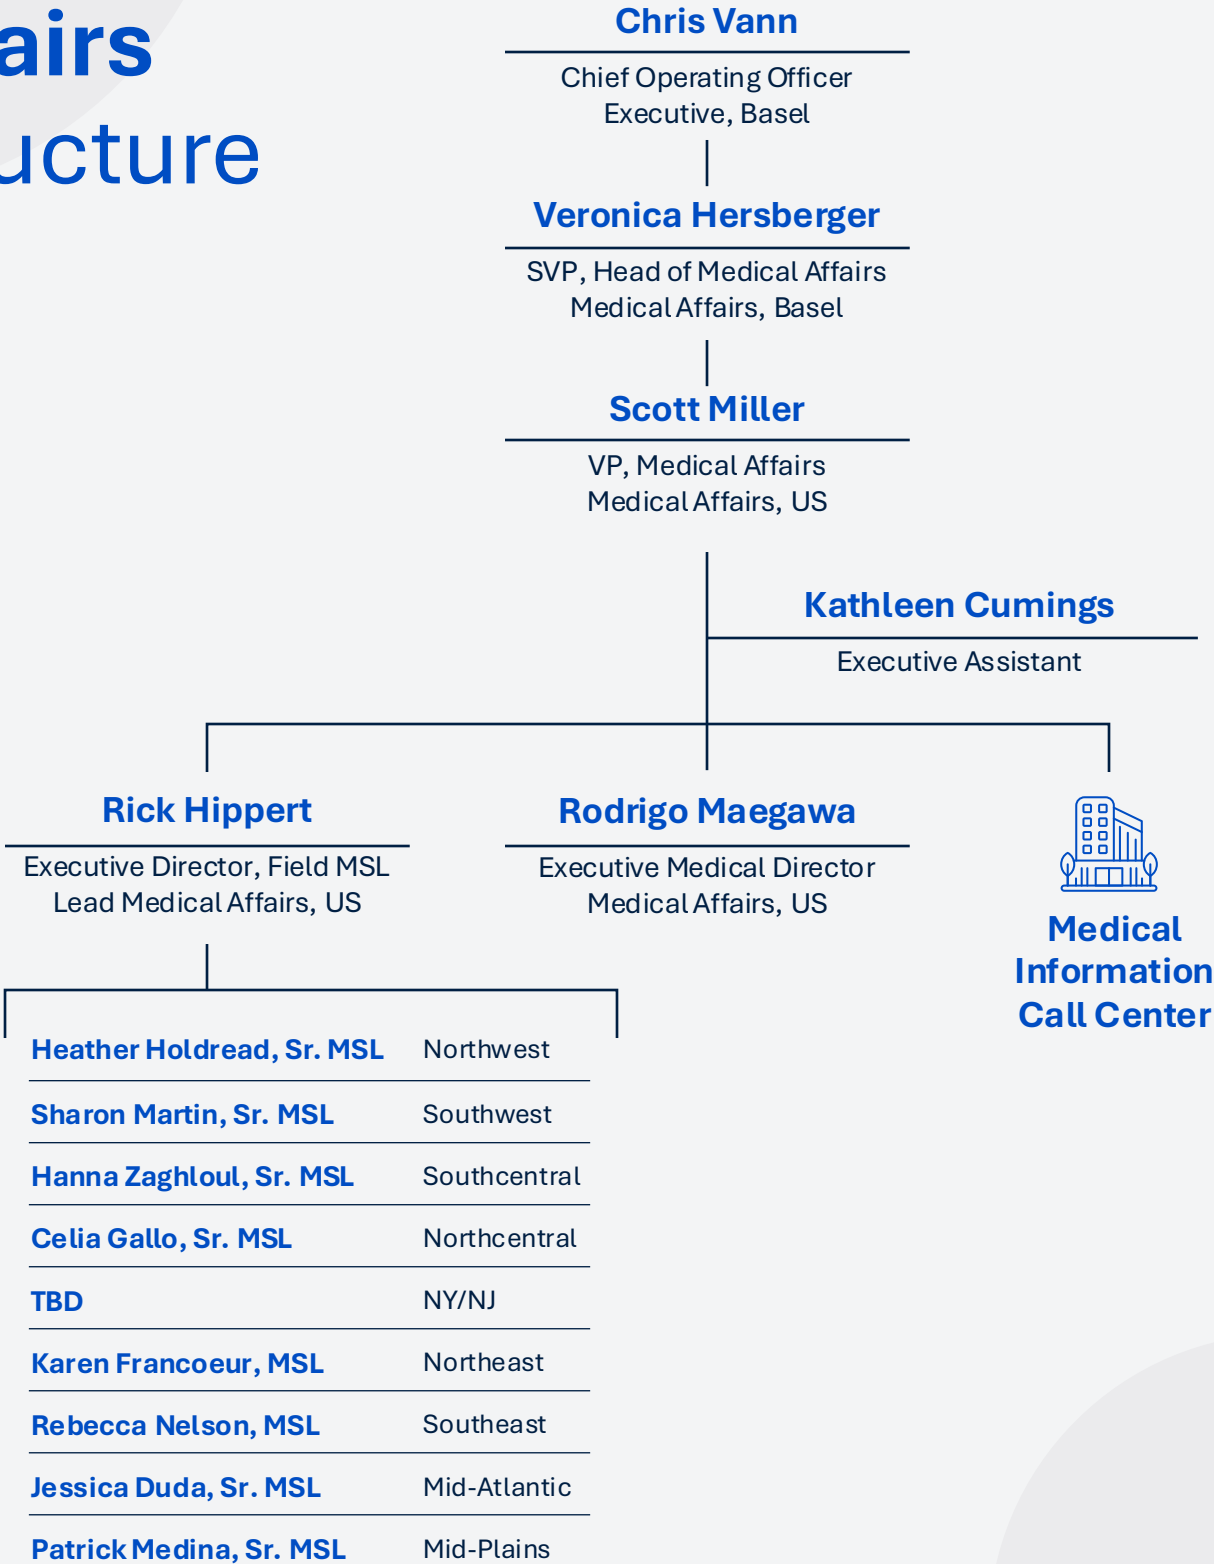 airs
ucture
Chris Vann
Chief Operating Officer
Executive, Basel
Veronica Hersberger
SVP, Head of Medical Affairs
Medical Affairs, Basel
Scott Miller
VP, Medical Affairs
Medical Affairs, US
Kathleen Cumings
Executive Assistant
Rick Hippert
Executive Director, Field MSL
Lead Medical Affairs, US
Rodrigo Maegawa
Executive Medical Director
Medical Affairs, US
Medical
Information
Call Center
Heather Holdread, Sr. MSL Northwest
Sharon Martin, Sr. MSL Southwest
Hanna Zaghloul, Sr. MSL Southcentral
Celia Gallo, Sr. MSL Northcentral
TBD NY/NJ
Karen Francoeur, MSL Northeast
Rebecca Nelson, MSL Southeast
Jessica Duda, Sr. MSL Mid-Atlantic
Patrick Medina, Sr. MSL Mid-Plains